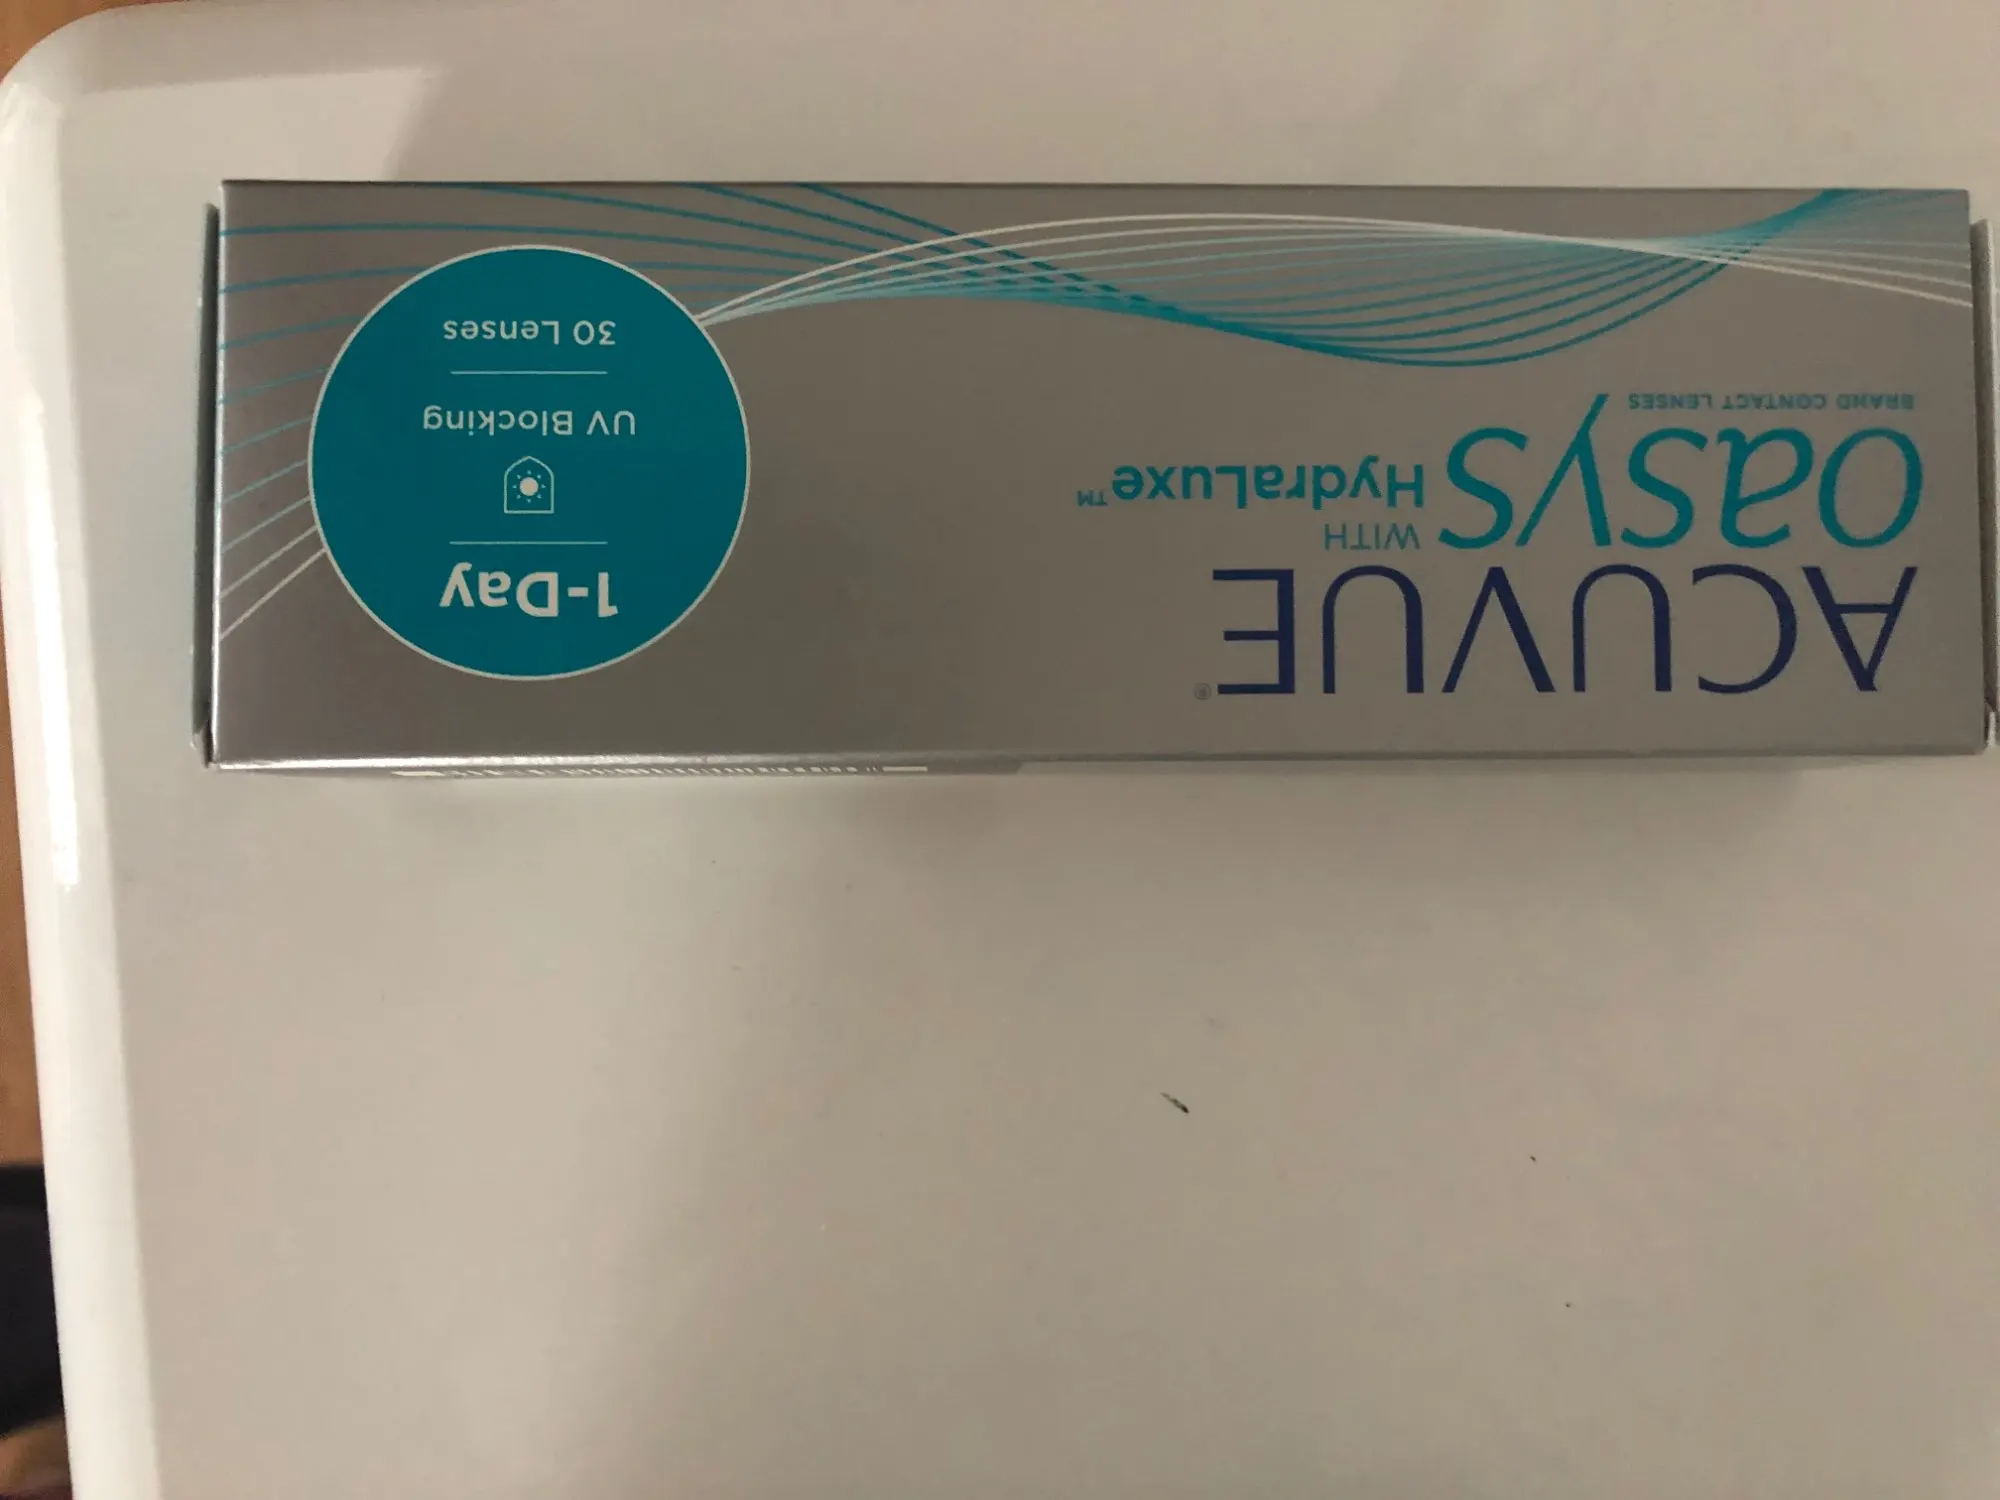 ACUVUE®
OASYS WITH HydraLuxe™
BRAND CONTACT LENSES
1-Day
UV Blocking
30 Lenses